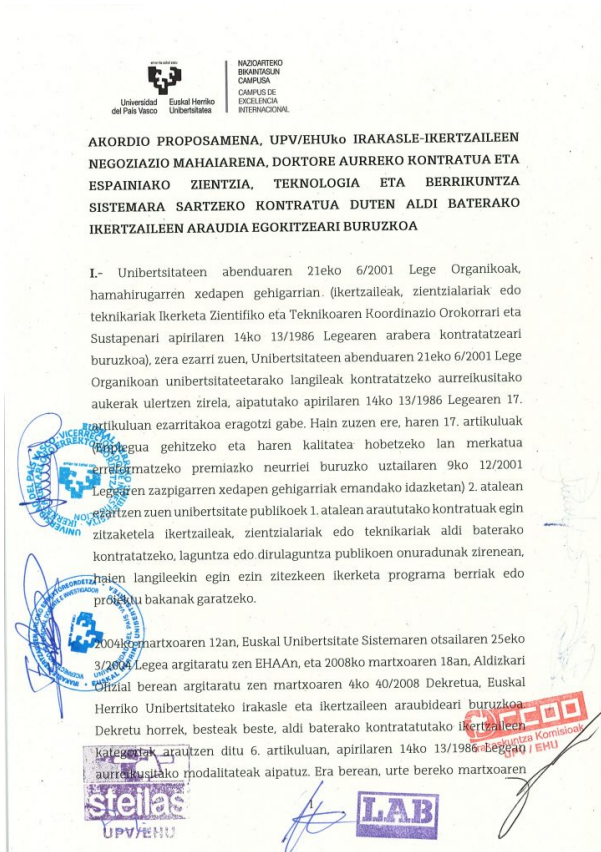 Universidad del País Vasco
Euskal Herriko Unibertsitatea
NAZIOARTEKO
BIKAINTASUN
CAMPUSA
CAMPUS DE
EXCELENCIA
INTERNACIONAL
AKORDIO PROPOSAMENA, UPV/EHUko IRAKASLE-IKERTZAILEEN
NEGOZIAZIO MAHAIARENA, DOKTORE AURREKO KONTRATUA ETA
ESPAINIAKO ZIENTZIA, TEKNOLOGIA ETA BERRIKUNTZA
SISTEMARA SARTZEKO KONTRATUA DUTEN ALDI BATERAKO
IKERTZAILEEN ARAUDIA EGOKITZEARI BURUZKOA
I.- Unibertsitateen abenduaren 21eko 6/2001 Lege Organikoak,
hamahirugarren xedapen gehigarrian (ikertzaileak, zientzialariak edo
teknikariak Ikerketa Zientifiko eta Teknikoaren Koordinazio Orokorrari eta
Sustapenari apirilaren 14ko 13/1986 Legearen arabera kontratatzeari
buruzkoa), zera ezarri zuen, Unibertsitateen abenduaren 21eko 6/2001 Lege
Organikoan unibertsitateetarako langileak kontratatzeko aurreikusitako
aukerak ulertzen zirela, aipatutako apirilaren 14ko 13/1986 Legearen 17.
artikuluan ezarritakoa eragotzi gabe. Hain zuzen ere, haren 17. artikuluak
(Enplegua gehitzeko eta haren kalitatea hobetzeko lan merkatua
erreformatzeko premiazko neurriei buruzko uztailaren 9ko 12/2001
Legearen zazpigarren xedapen gehigarriak emandako idazketan) 2. atalean
ezartzen zuen unibertsitate publikoek 1. atalean araututako kontratuak egin
zitzaketela ikertzaileak, zientzialariak edo teknikariak aldi baterako
kontratatzeko, laguntza edo dirulaguntza publikoen onuradunak zirenean,
haien langileekin egin ezin zitezkeen ikerketa programa berriak edo
proiektu bakanak garatzeko.
2004ko martxoaren 12an, Euskal Unibertsitate Sistemaren otsailaren 25eko
3/2004 Legea argitaratu zen EHAAn, eta 2008ko martxoaren 18an, Aldizkari
Ofizial berean argitaratu zen martxoaren 4ko 40/2008 Dekretua, Euskal
Herriko Unibertsitateko irakasle eta ikertzaileen araubideari buruzkoa.
Dekretu horrek, besteak beste, aldi baterako kontratatutako ikertzaileen
kategoriak arautzen ditu 6. artikuluan, apirilaren 14ko 13/1986 Legean
aurreikusitako modalitateak aipatuz. Era berean, urte bereko martxoaren
1
CCOO
Irakaskuntza Komisioak
UPV / EHU
steilas
UPV/EHU
LAB